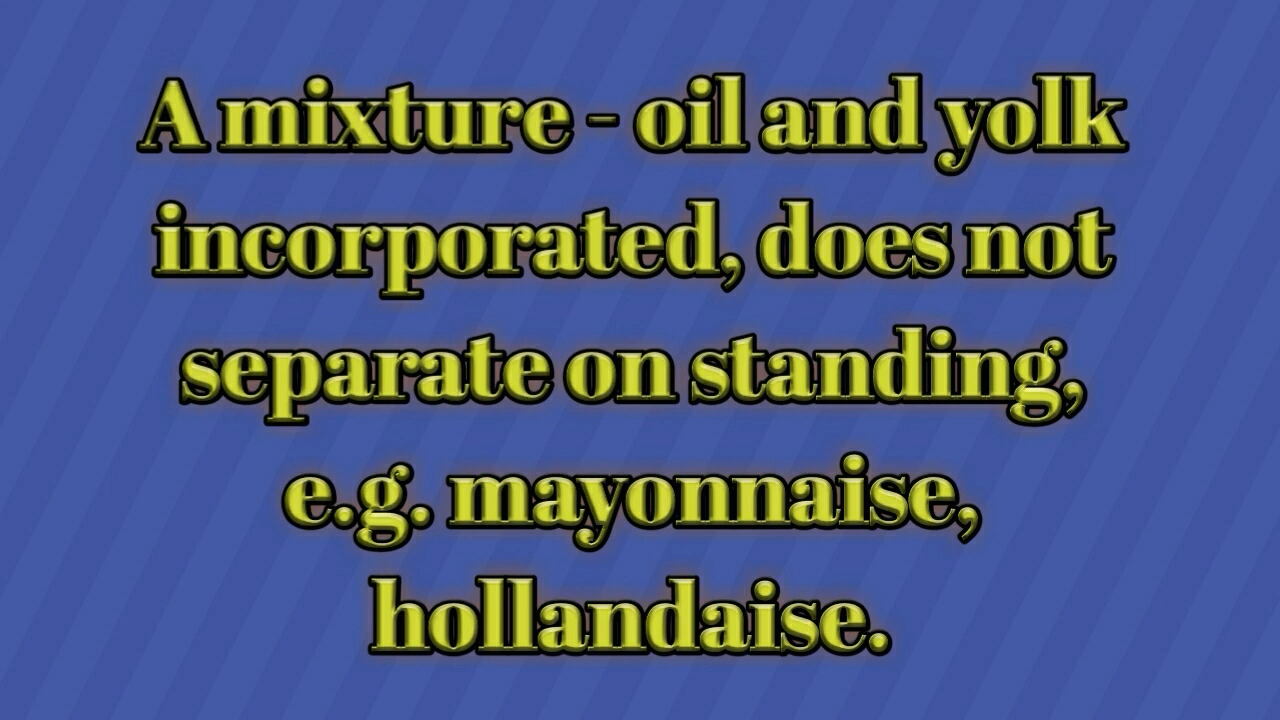 A mixture - oil and yolk
incorporated, does not
separate on standing,
e.g. mayonnaise,
hollandaise.